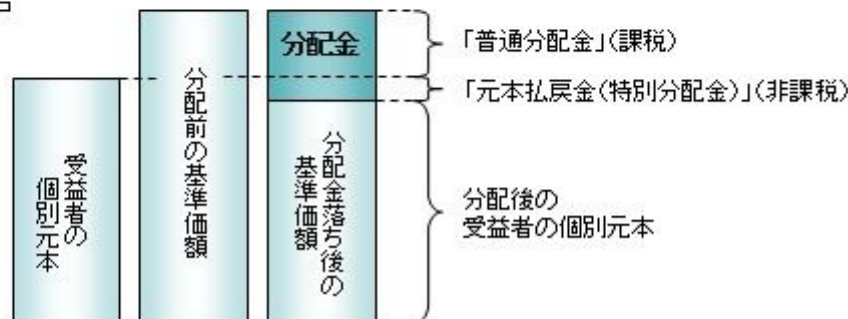 受益者の
個別元本
分配前の基準価額
分配金
分配金落ち後の
基準価額
「普通分配金」(課税)
「元本払戻金(特別分配金)」(非課税)
分配後の
受益者の個別元本